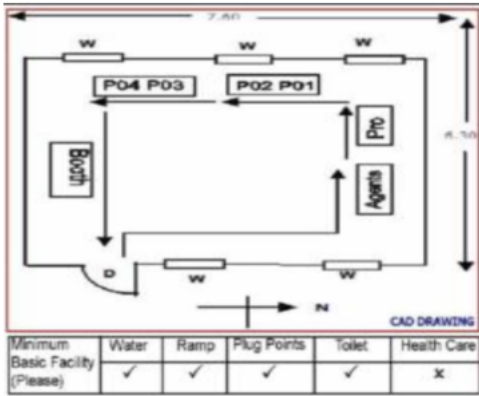 7.60
W W W
P04 P03 P02 P01
Pro
6.30
Booth
Agents
D W W
N
CAD DRAWING
Minimum Basic Facility (Please) Water Ramp Plug Points Toilet Health Care
✓ ✓ ✓ ✓ x